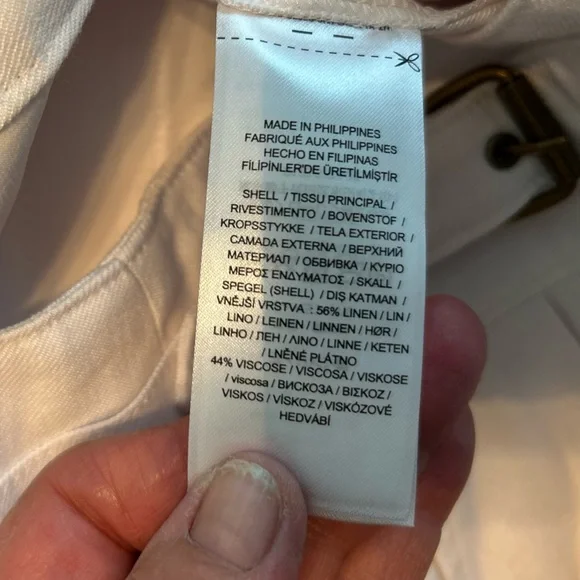 MADE IN PHILIPPINES
FABRIQUÉ AUX PHILIPPINES
HECHO EN FILIPINAS
FİLİPİNLER'DE ÜRETİLMİŞTİR
SHELL / TISSU PRINCIPAL /
RIVESTIMENTO / BOVENSTOF /
KROPSSTYKKE / TELA EXTERIOR /
CAMADA EXTERNA / ВЕРХНИЙ
МАТЕРИАЛ / ОБВИВКА / ΚΥΡΙΟ
ΜΕΡΟΣ ΕΝΔΥΜΑΤΟΣ / SKALL /
SPEGEL (SHELL) / DIŞ KATMAN /
VNĚJŠÍ VRSTVA : 56% LINEN / LIN /
LINO / LEINEN / LINNEN / HØR /
LINHO / ЛЕН / ΛΙΝΟ / LINNE / KETEN
/ LNĚNÉ PLÁTNO
44% VISCOSE / VISCOSA / VISKOSE
/ viscosa / ВИСКОЗА / ΒΙΣΚΟΖ /
VISKOS / VİSKOZ / VISKÓZOVÉ
HEDVÁBÍ